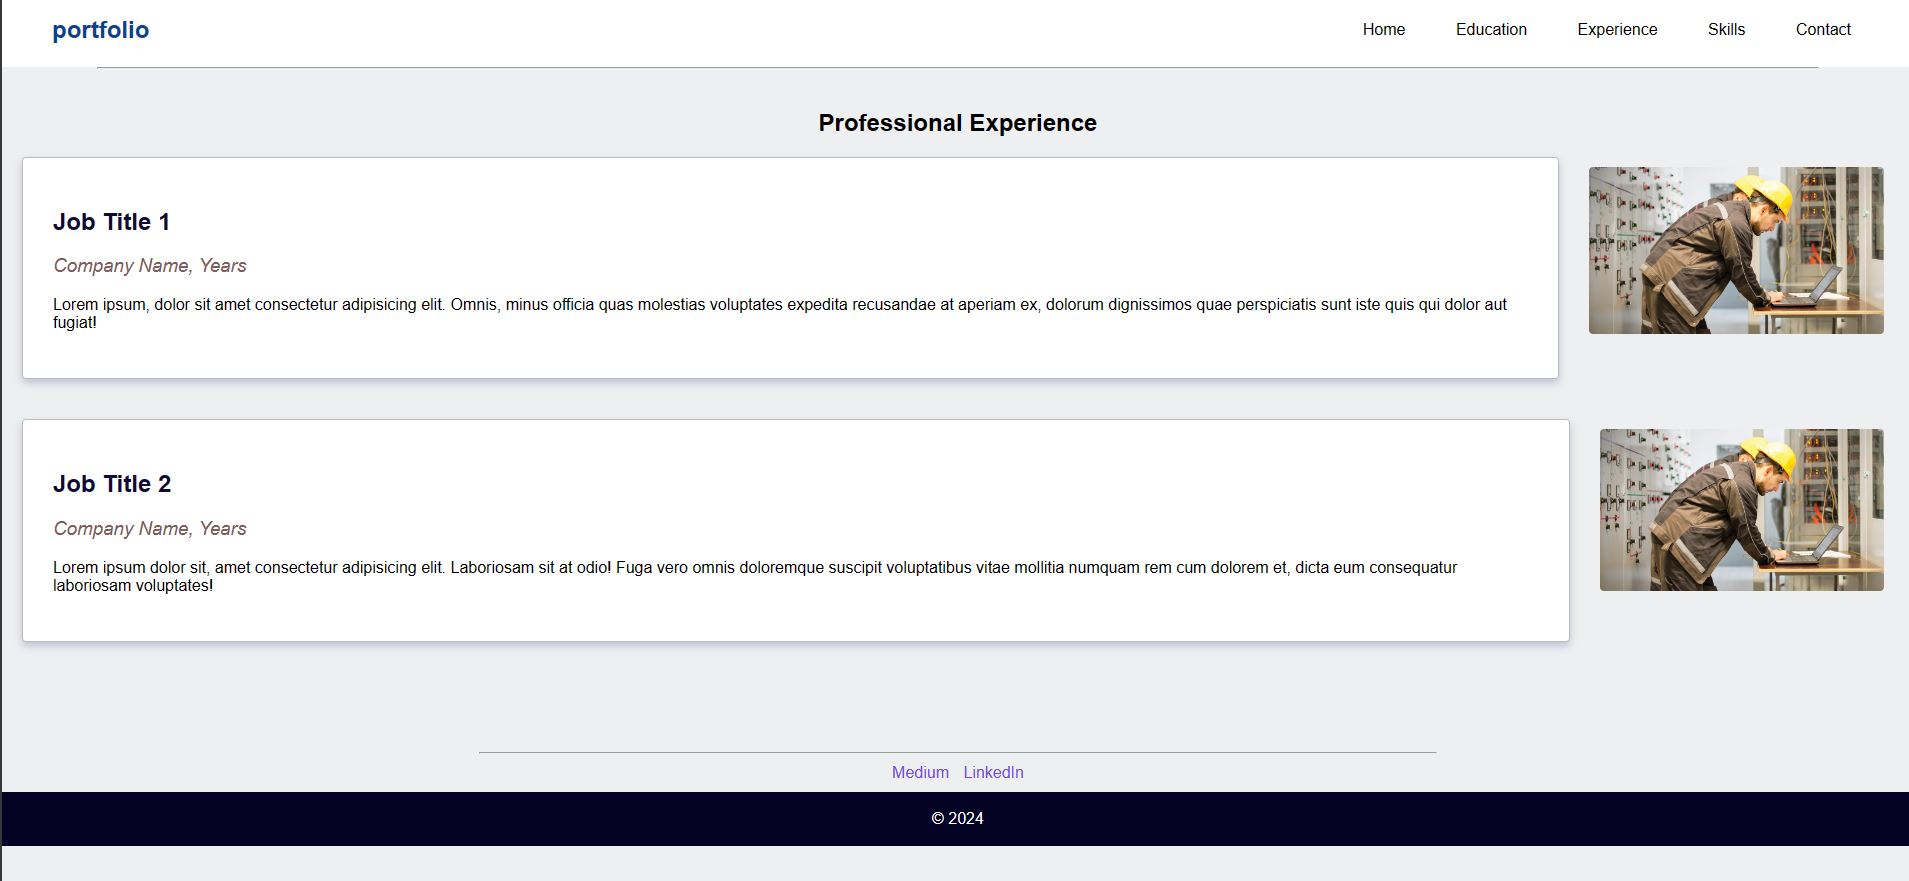 portfolio
Home Education Experience Skills Contact
Professional Experience
Job Title 1
Company Name, Years
Lorem ipsum, dolor sit amet consectetur adipisicing elit. Omnis, minus officia quas molestias voluptates expedita recusandae at aperiam ex, dolorum dignissimos quae perspiciatis sunt iste quis qui dolor aut
fugiat!
Job Title 2
Company Name, Years
Lorem ipsum dolor sit, amet consectetur adipisicing elit. Laboriosam sit at odio! Fuga vero omnis doloremque suscipit voluptatibus vitae mollitia numquam rem cum dolorem et, dicta eum consequatur
laboriosam voluptates!
Medium LinkedIn
© 2024